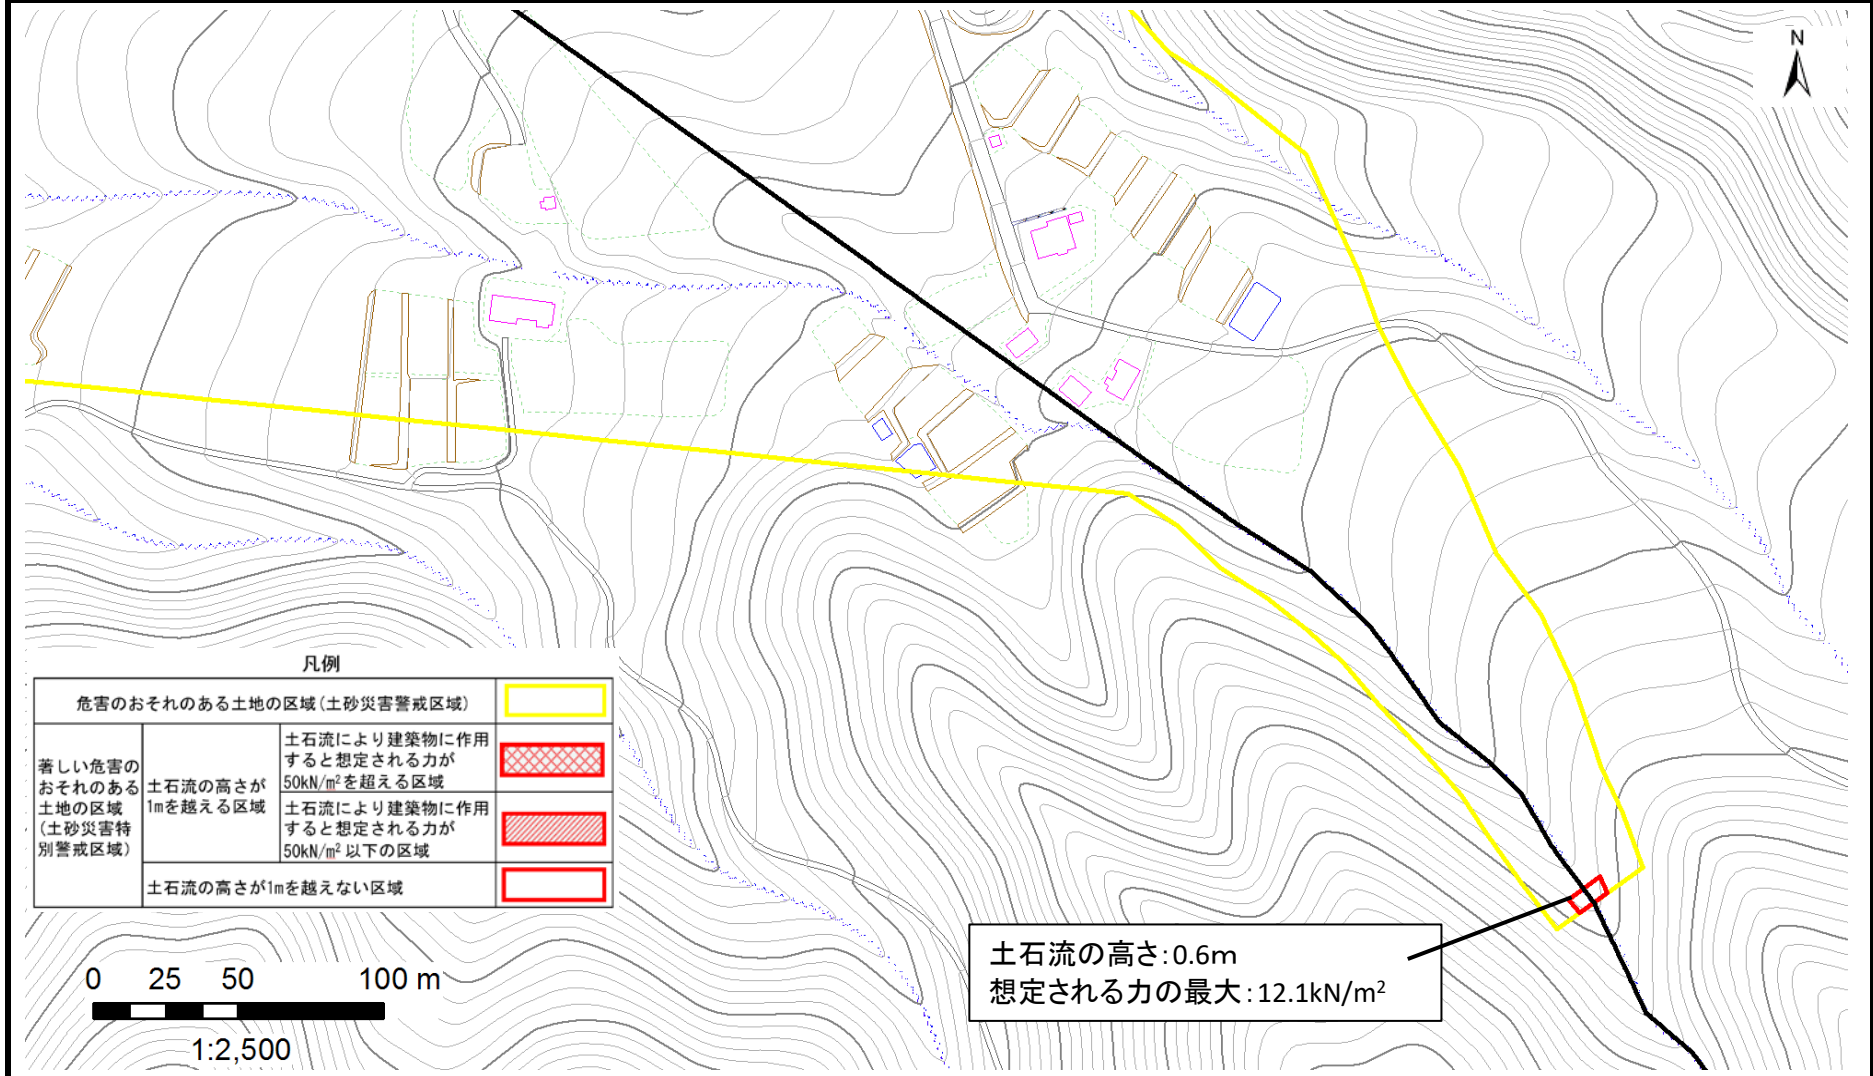 N
凡例
危害のおそれのある土地の区域(土砂災害警戒区域)
著しい危害の
おそれのある
土地の区域
(土砂災害特
別警戒区域)
土石流の高さが
1mを越える区域
土石流により建築物に作用
すると想定される力が
50kN/m²を超える区域
土石流により建築物に作用
すると想定される力が
50kN/m² 以下の区域
土石流の高さが1mを越えない区域
0 25 50 100 m
1:2,500
土石流の高さ:0.6m
想定される力の最大:12.1kN/m²